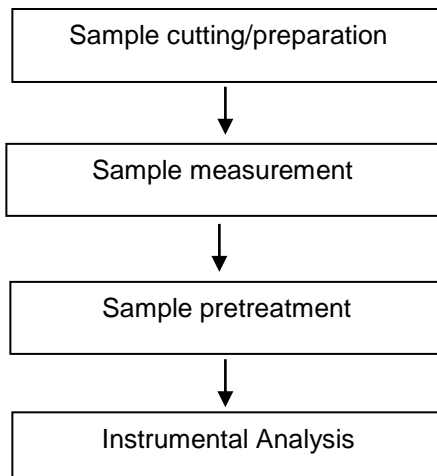 Sample cutting/preparation
Sample measurement
Sample pretreatment
Instrumental Analysis